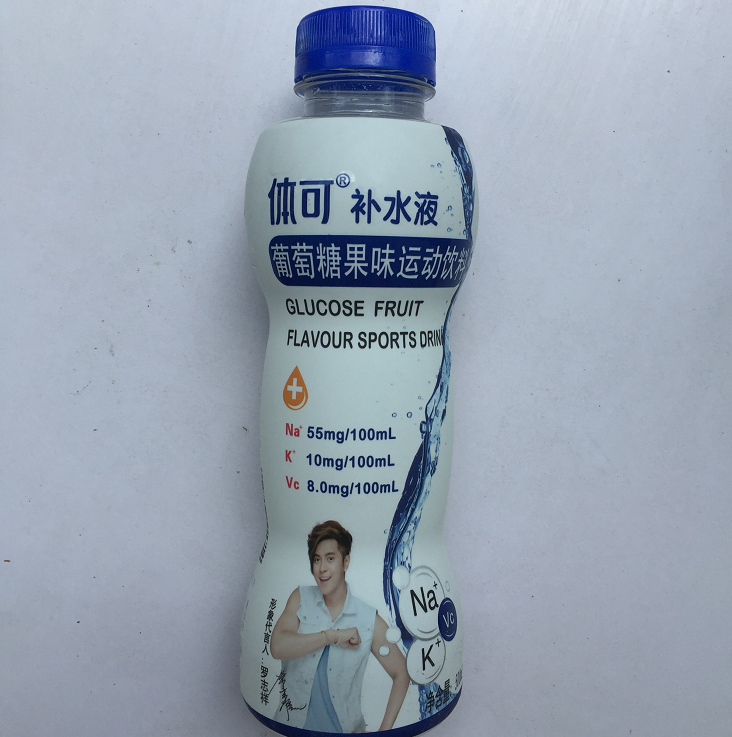 体可® 补水液
葡萄糖果味运动饮料
GLUCOSE FRUIT
FLAVOUR SPORTS DRIN
Na⁺ 55mg/100mL
K⁺ 10mg/100mL
Vc 8.0mg/100mL
形象代言人:罗志祥
Na⁺
Vc
K⁺
净含量